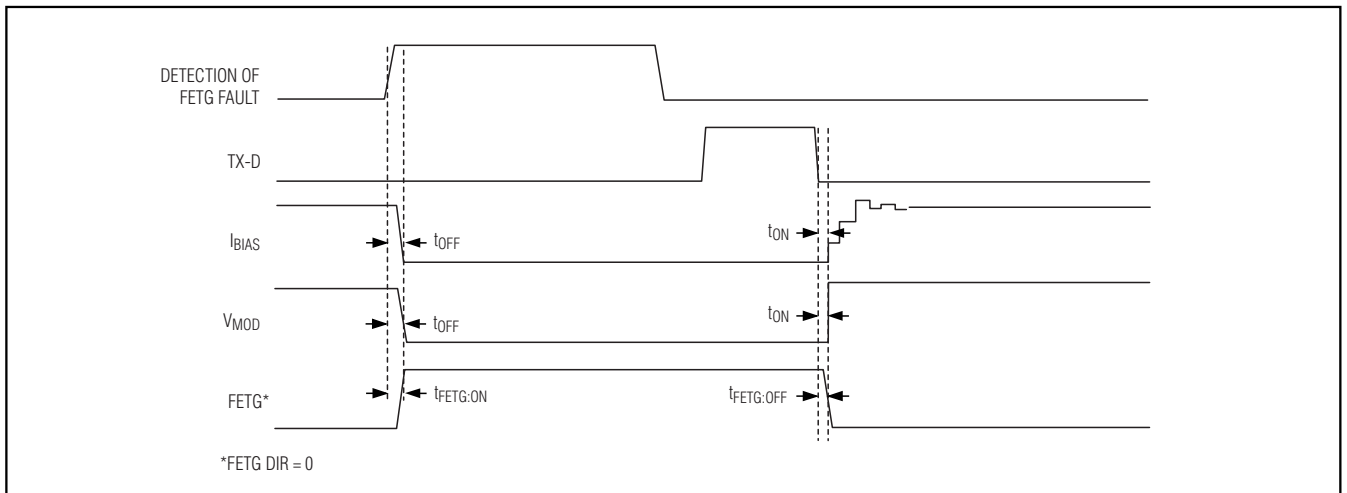 DETECTION OF
FETG FAULT
TX-D
IBIAS
tOFF
tON
VMOD
tOFF
tON
FETG*
tFETG:ON
tFETG:OFF
*FETG DIR = 0